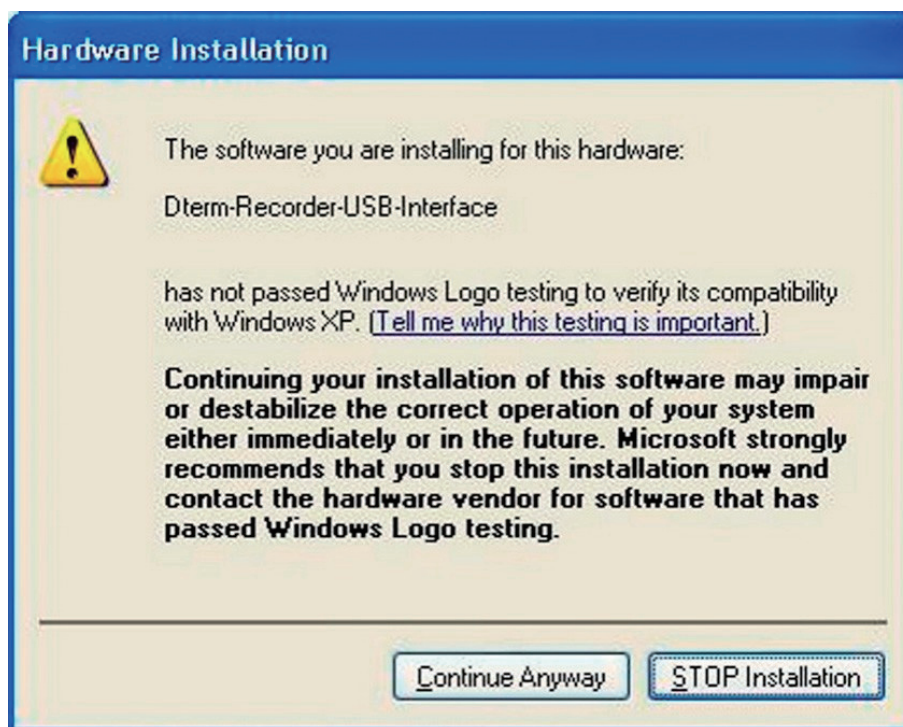 Hardware Installation
The software you are installing for this hardware:
Dterm-Recorder-USB-Interface
has not passed Windows Logo testing to verify its compatibility
with Windows XP. (Tell me why this testing is important.)
Continuing your installation of this software may impair
or destabilize the correct operation of your system
either immediately or in the future. Microsoft strongly
recommends that you stop this installation now and
contact the hardware vendor for software that has
passed Windows Logo testing.
Continue Anyway
STOP Installation